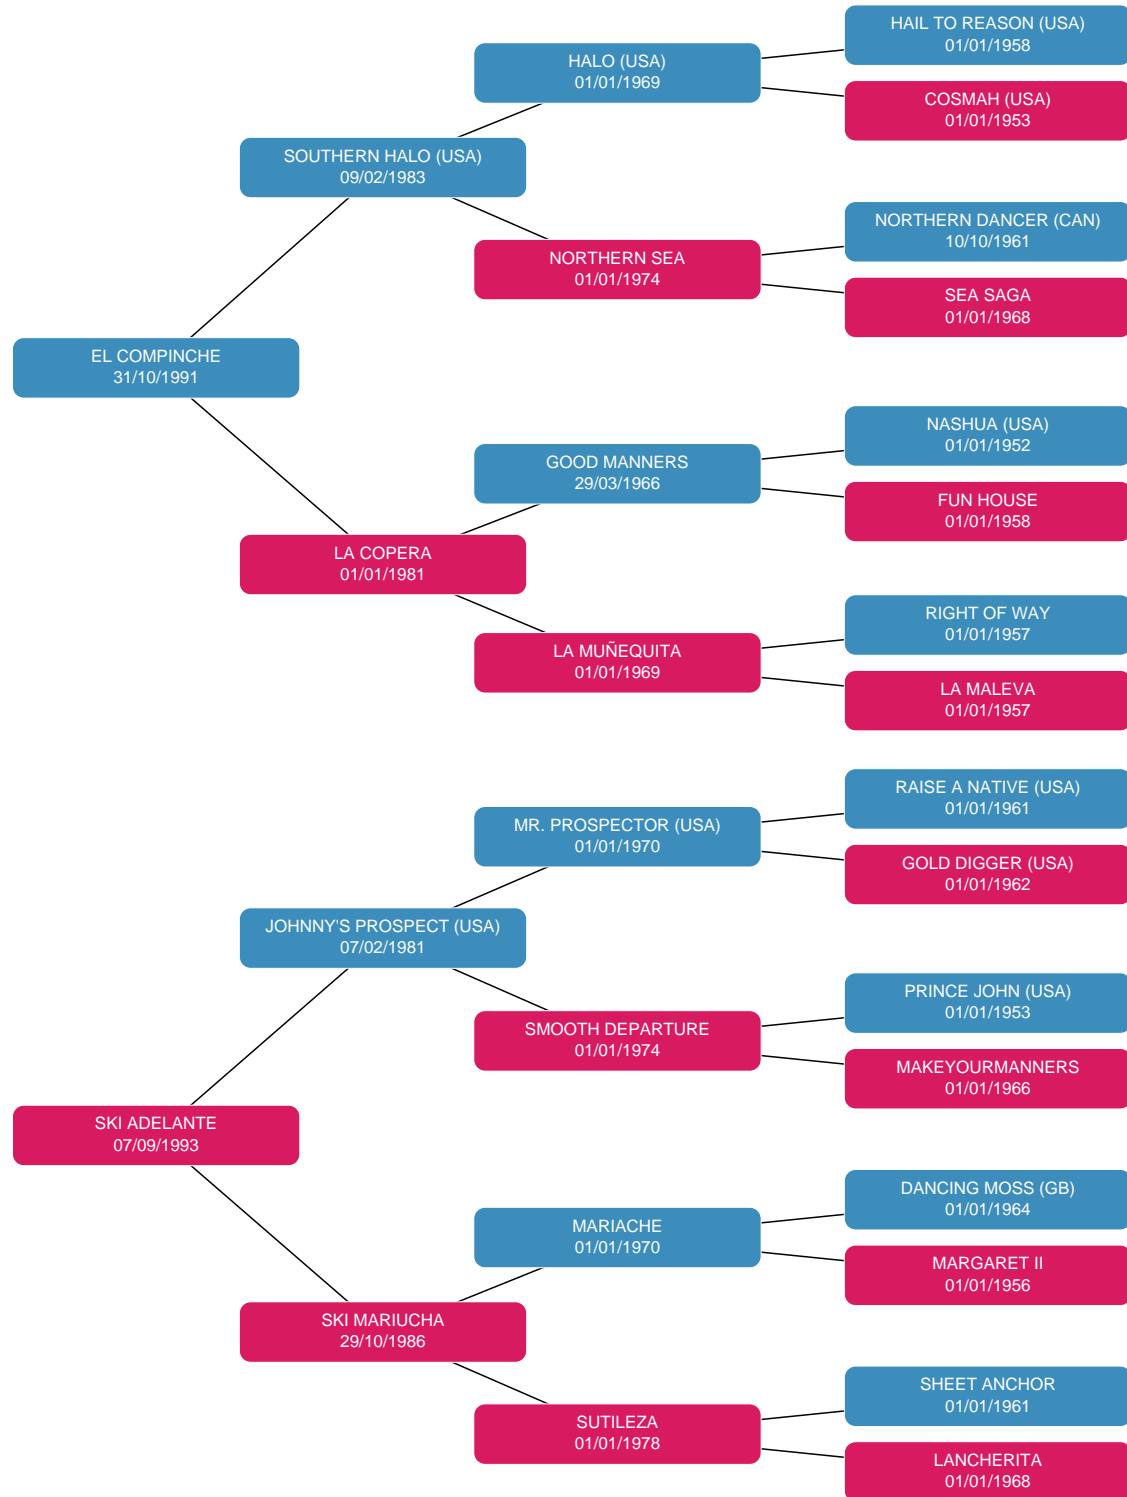 HAIL TO REASON (USA)
01/01/1958
HALO (USA)
01/01/1969
COSMAH (USA)
01/01/1953
SOUTHERN HALO (USA)
09/02/1983
NORTHERN DANCER (CAN)
10/10/1961
NORTHERN SEA
01/01/1974
SEA SAGA
01/01/1968
EL COMPINCHE
31/10/1991
NASHUA (USA)
01/01/1952
GOOD MANNERS
29/03/1966
FUN HOUSE
01/01/1958
LA COPERA
01/01/1981
RIGHT OF WAY
01/01/1957
LA MUÑEQUITA
01/01/1969
LA MALEVA
01/01/1957
RAISE A NATIVE (USA)
01/01/1961
MR. PROSPECTOR (USA)
01/01/1970
GOLD DIGGER (USA)
01/01/1962
JOHNNY'S PROSPECT (USA)
07/02/1981
PRINCE JOHN (USA)
01/01/1953
SMOOTH DEPARTURE
01/01/1974
MAKEYOURMANNERS
01/01/1966
SKI ADELANTE
07/09/1993
DANCING MOSS (GB)
01/01/1964
MARIACHE
01/01/1970
MARGARET II
01/01/1956
SKI MARIUCHA
29/10/1986
SHEET ANCHOR
01/01/1961
SUTILEZA
01/01/1978
LANCHERITA
01/01/1968